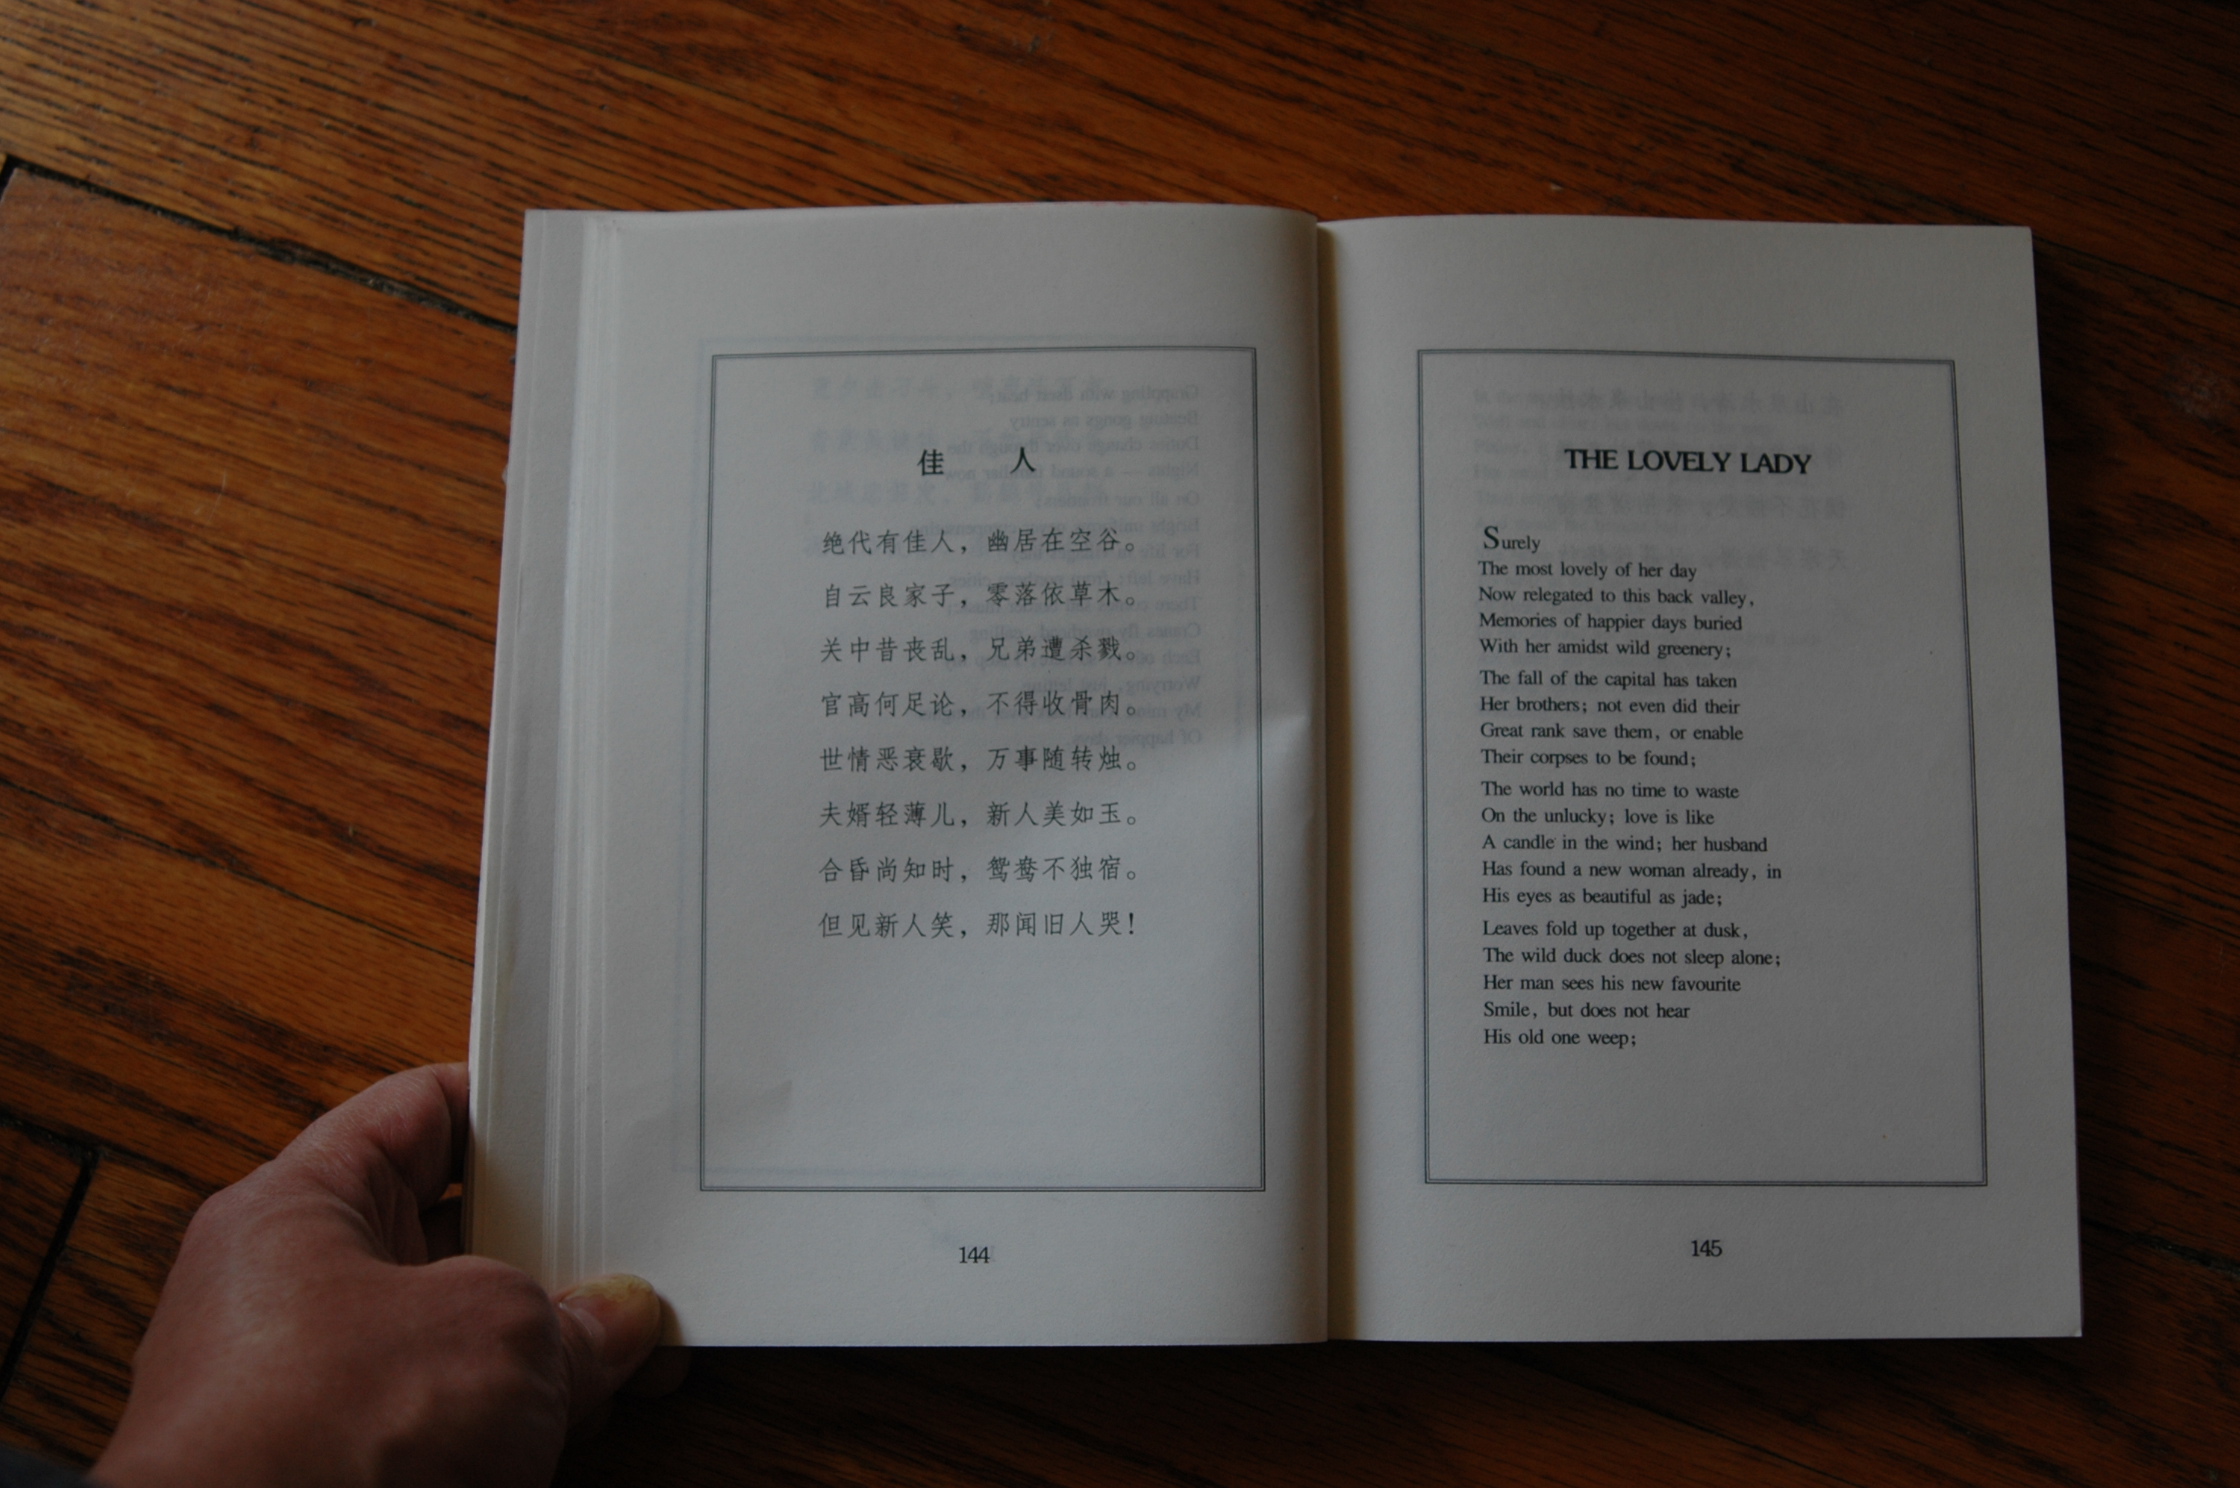 佳 人
绝代有佳人，幽居在空谷。
自云良家子，零落依草木。
关中昔丧乱，兄弟遭杀戮。
官高何足论，不得收骨肉。
世情恶衰歇，万事随转烛。
夫婿轻薄儿，新人美如玉。
合昏尚知时，鸳鸯不独宿。
但见新人笑，那闻旧人哭！
144
THE LOVELY LADY
Surely
The most lovely of her day
Now relegated to this back valley,
Memories of happier days buried
With her amidst wild greenery;
The fall of the capital has taken
Her brothers; not even did their
Great rank save them, or enable
Their corpses to be found;
The world has no time to waste
On the unlucky; love is like
A candle in the wind; her husband
Has found a new woman already, in
His eyes as beautiful as jade;
Leaves fold up together at dusk,
The wild duck does not sleep alone;
Her man sees his new favourite
Smile, but does not hear
His old one weep;
145